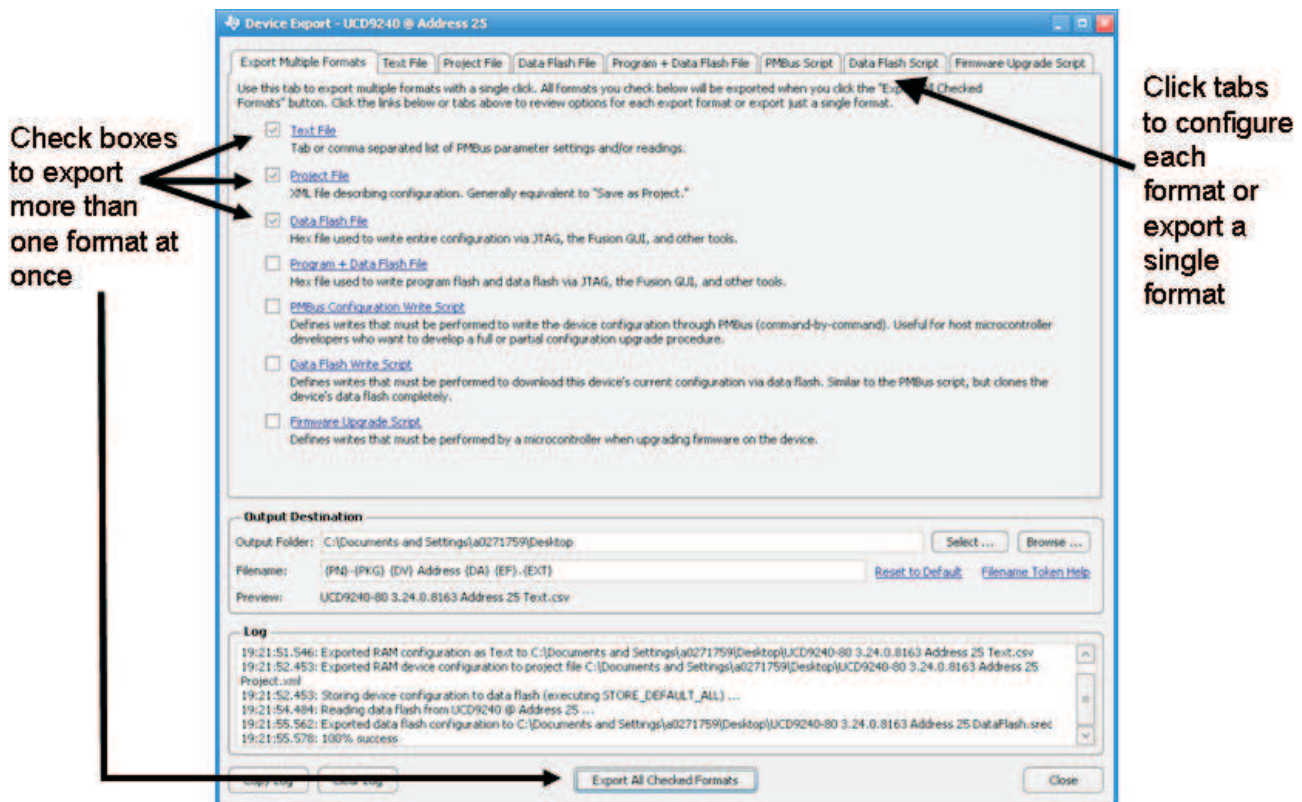 Device Export - UCD9240 @ Address 25
Export Multiple Formats
Text File
Project File
Data Flash File
Program + Data Flash File
PMBus Script
Data Flash Script
Firmware Upgrade Script
Use this tab to export multiple formats with a single click. All formats you check below will be exported when you click the "Export All Checked
Formats" button. Click the links below or tabs above to review options for each export format or export just a single format.
Check boxes
to export
more than
one format at
once
Click tabs
to configure
each
format or
export a
single
format
Text File
Tab or comma separated list of PMBus parameter settings and/or readings.
Project File
XML file describing configuration. Generally equivalent to "Save as Project."
Data Flash File
Hex file used to write entire configuration via JTAG, the Fusion GUI, and other tools.
Program + Data Flash File
Hex file used to write program flash and data flash via JTAG, the Fusion GUI, and other tools.
PMBus Configuration Write Script
Defines writes that must be performed to write the device configuration through PMBus (command-by-command). Useful for host microcontroller
developers who want to develop a full or partial configuration upgrade procedure.
Data Flash Write Script
Defines writes that must be performed to download this device's current configuration via data flash. Similar to the PMBus script, but clones the
device's data flash completely.
Firmware Upgrade Script
Defines writes that must be performed by a microcontroller when upgrading firmware on the device.
Output Destination
Output Folder: C:\Documents and Settings\a0271759\Desktop
Select ...
Browse ...
Filename: {PN}-{PKG} {DV} Address {DA} {EF}.{EXT}
Reset to Default
Filename Token Help
Preview: UCD9240-80 3.24.0.8163 Address 25 Text.csv
Log
19:21:51.546: Exported RAM configuration as Text to C:\Documents and Settings\a0271759\Desktop\UCD9240-80 3.24.0.8163 Address 25 Text.csv
19:21:52.453: Exported RAM device configuration to project file C:\Documents and Settings\a0271759\Desktop\UCD9240-80 3.24.0.8163 Address 25
Project.xml
19:21:52.453: Storing device configuration to data flash (executing STORE_DEFAULT_ALL) ...
19:21:54.484: Reading data flash from UCD9240 @ Address 25 ...
19:21:55.562: Exported data flash configuration to C:\Documents and Settings\a0271759\Desktop\UCD9240-80 3.24.0.8163 Address 25 DataFlash.srec
19:21:55.578: 100% success
Copy Log
Clear Log
Export All Checked Formats
Close